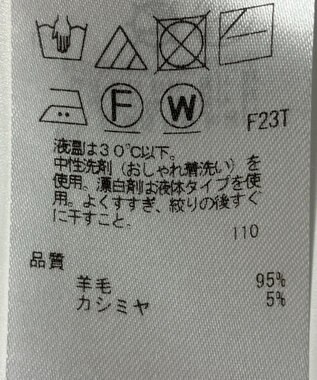 F W F23T
液温は30℃以下。
中性洗剤（おしゃれ着洗い）を
使用。漂白剤は液体タイプを使
用。よくすすぎ、絞りの後すぐ
に干すこと。
110
品質
羊毛 95%
カシミヤ 5%